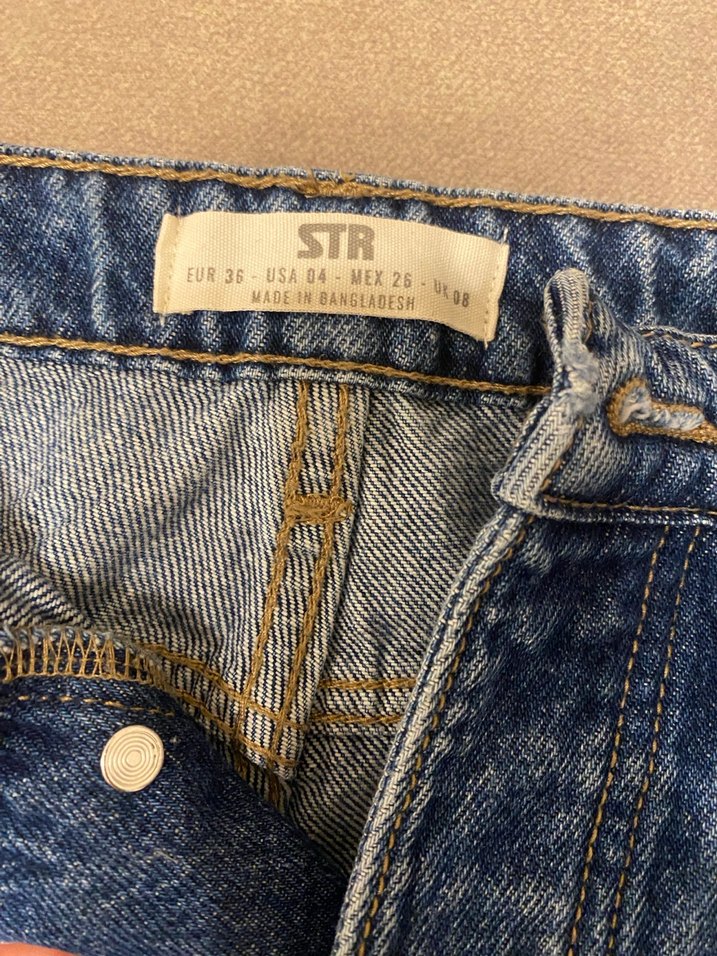 STR
EUR 36 - USA 04 - MEX 26 - UK 08
MADE IN BANGLADESH